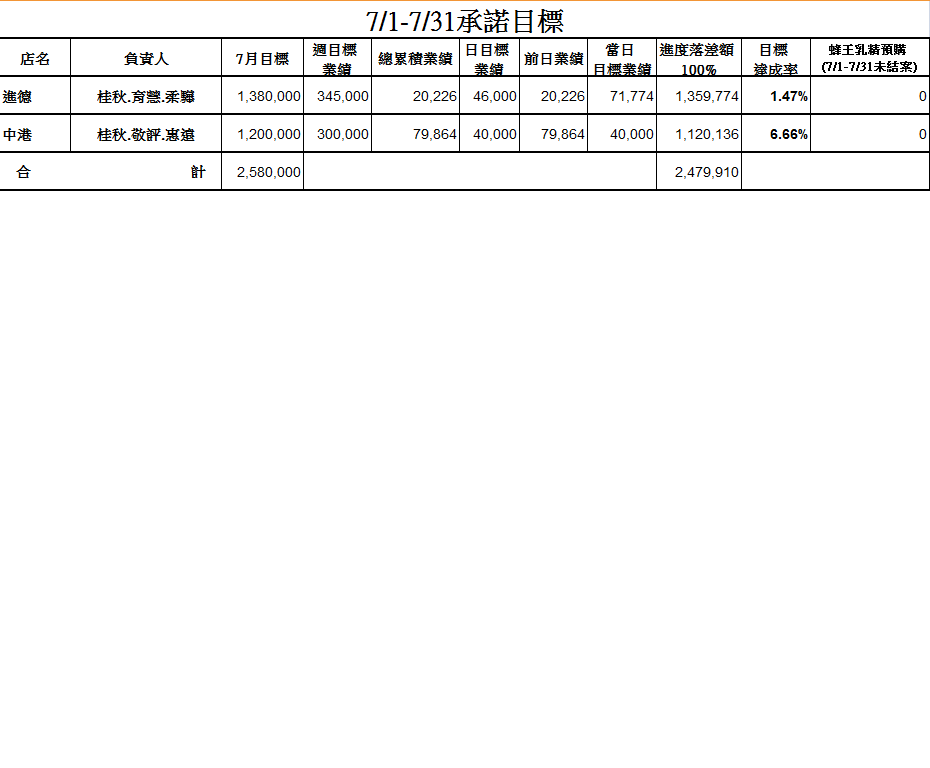 7/1-7/31承諾目標
店名 負責人 7月目標 週目標業績 總累積業績 日目標業績 前日業績 當日目標業績 進度落差額100% 目標達成率 蜂王乳精預購(7/1-7/31未結案)
進德 桂秋.育慧.柔驊 1,380,000 345,000 20,226 46,000 20,226 71,774 1,359,774 1.47% 0
中港 桂秋.敬評.惠遠 1,200,000 300,000 79,864 40,000 79,864 40,000 1,120,136 6.66% 0
合 計 2,580,000 2,479,910